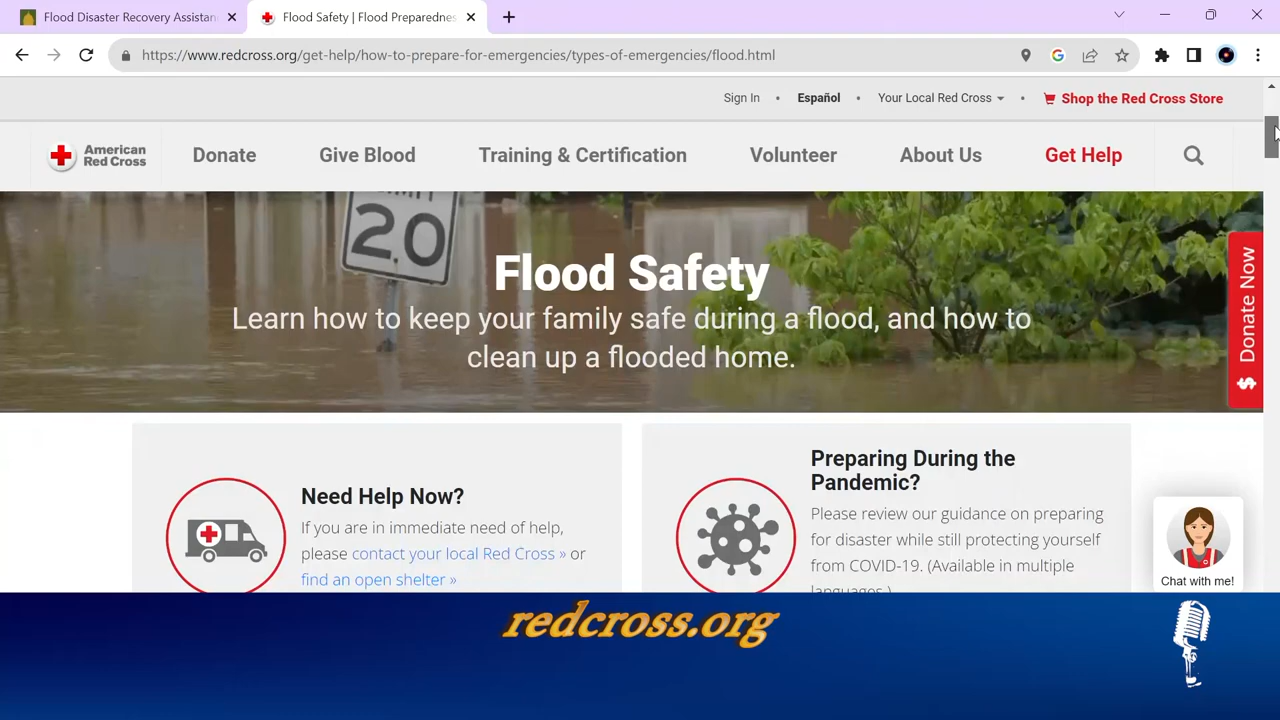 Flood Disaster Recovery Assistan
Flood Safety | Flood Preparednes
https://www.redcross.org/get-help/how-to-prepare-for-emergencies/types-of-emergencies/flood.html
Sign In • Español • Your Local Red Cross • Shop the Red Cross Store
American
Red Cross
Donate Give Blood Training & Certification Volunteer About Us Get Help
20
Flood Safety
Learn how to keep your family safe during a flood, and how to
clean up a flooded home.
$ Donate Now
Need Help Now?
If you are in immediate need of help,
please contact your local Red Cross » or
find an open shelter »
Preparing During the
Pandemic?
Please review our guidance on preparing
for disaster while still protecting yourself
from COVID-19. (Available in multiple
languages.)
Chat with me!
redcross.org